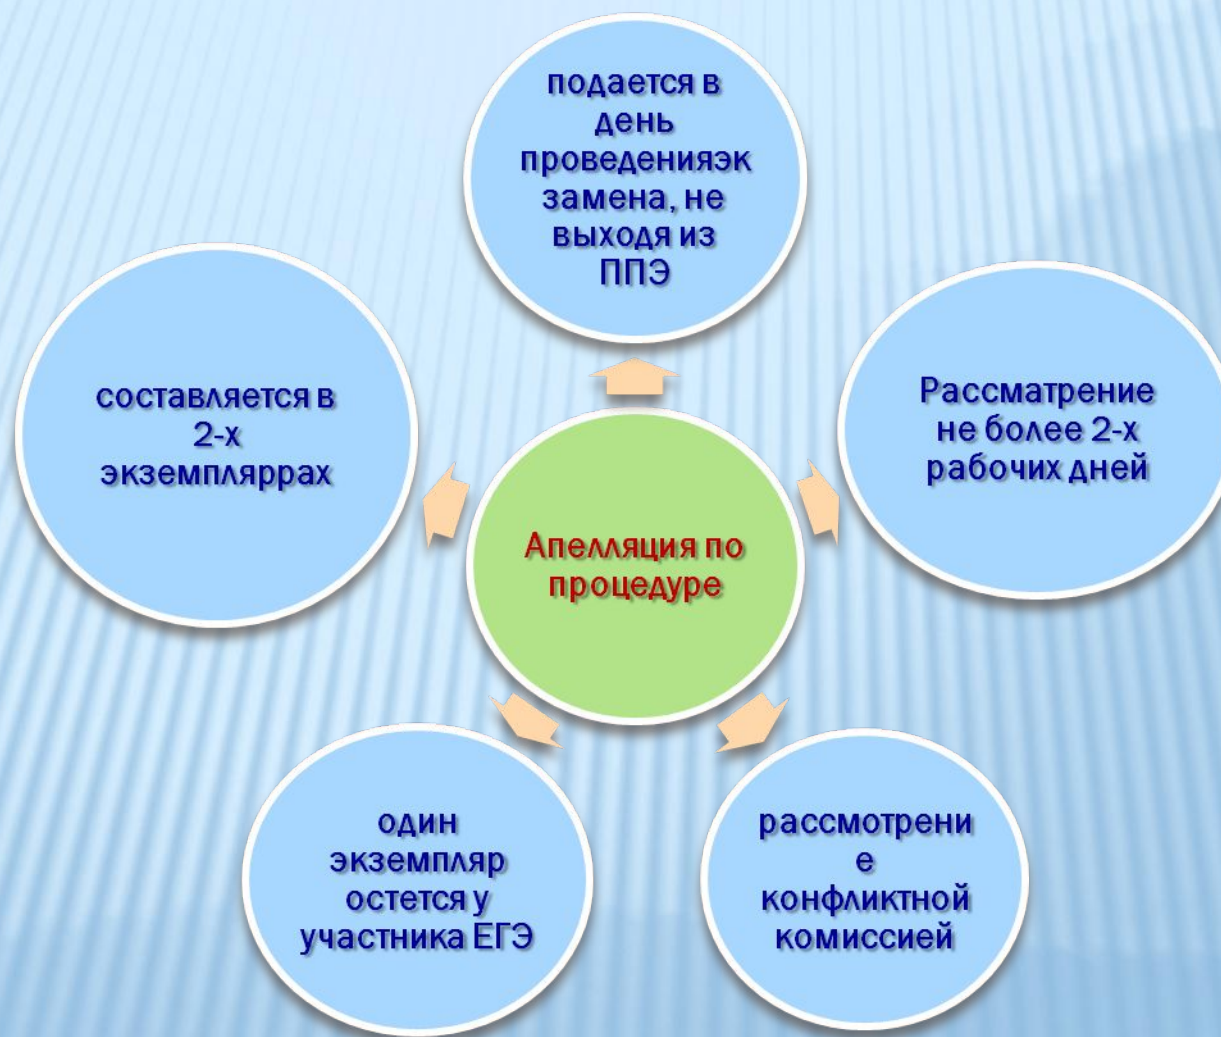 подается в
день
проведенияэк
замена, не
выходя из
ППЭ
составляется в
2-х
экземпляррах
Рассматрение
не более 2-х
рабочих дней
Апелляция по
процедуре
один
экземпляр
остется у
участника ЕГЭ
рассмотрени
е
конфликтной
комиссией